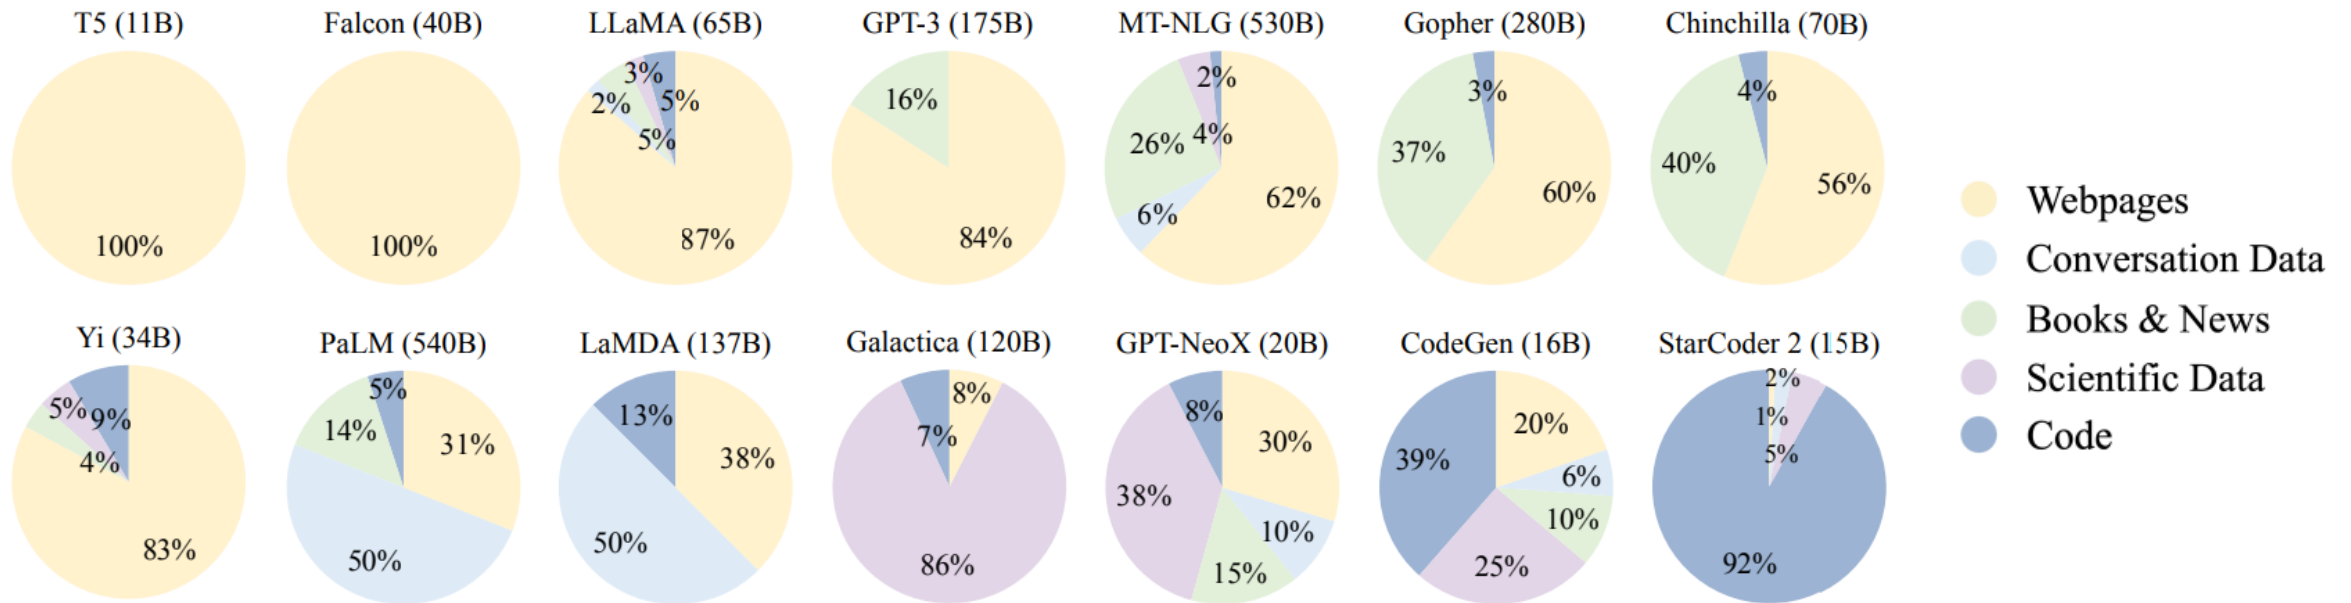 T5 (11B)
100%
Falcon (40B)
100%
LLaMA (65B)
3%
2%
5%
5%
87%
GPT-3 (175B)
16%
84%
MT-NLG (530B)
2%
26%
4%
6%
62%
Gopher (280B)
3%
37%
60%
Chinchilla (70B)
4%
40%
56%
Yi (34B)
5%
9%
4%
83%
PaLM (540B)
5%
14%
31%
50%
LaMDA (137B)
13%
38%
50%
Galactica (120B)
8%
7%
86%
GPT-NeoX (20B)
8%
30%
38%
10%
15%
CodeGen (16B)
20%
39%
6%
10%
25%
StarCoder 2 (15B)
2%
1%
5%
92%
Webpages
Conversation Data
Books & News
Scientific Data
Code